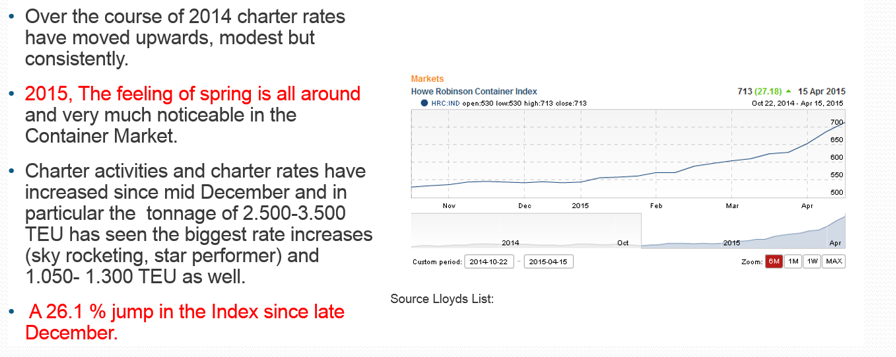 • Over the course of 2014 charter rates
have moved upwards, modest but
consistently.
• 2015, The feeling of spring is all around
and very much noticeable in the
Container Market.
• Charter activities and charter rates have
increased since mid December and in
particular the tonnage of 2.500-3.500
TEU has seen the biggest rate increases
(sky rocketing, star performer) and
1.050- 1.300 TEU as well.
• A 26.1 % jump in the Index since late
December.
Markets
Howe Robinson Container Index 713 (27.18) ▲ 15 Apr 2015
HRC:IND open:530 low:530 high:713 close:713 Oct 22, 2014 - Apr 15, 2015
700
650
600
550
500
Nov Dec 2015 Feb Mar Apr
2014 Oct 2015 Apr
Custom period: 2014-10-22 - 2015-04-15 Zoom: 6M 1M 1W MAX
Source Lloyds List: